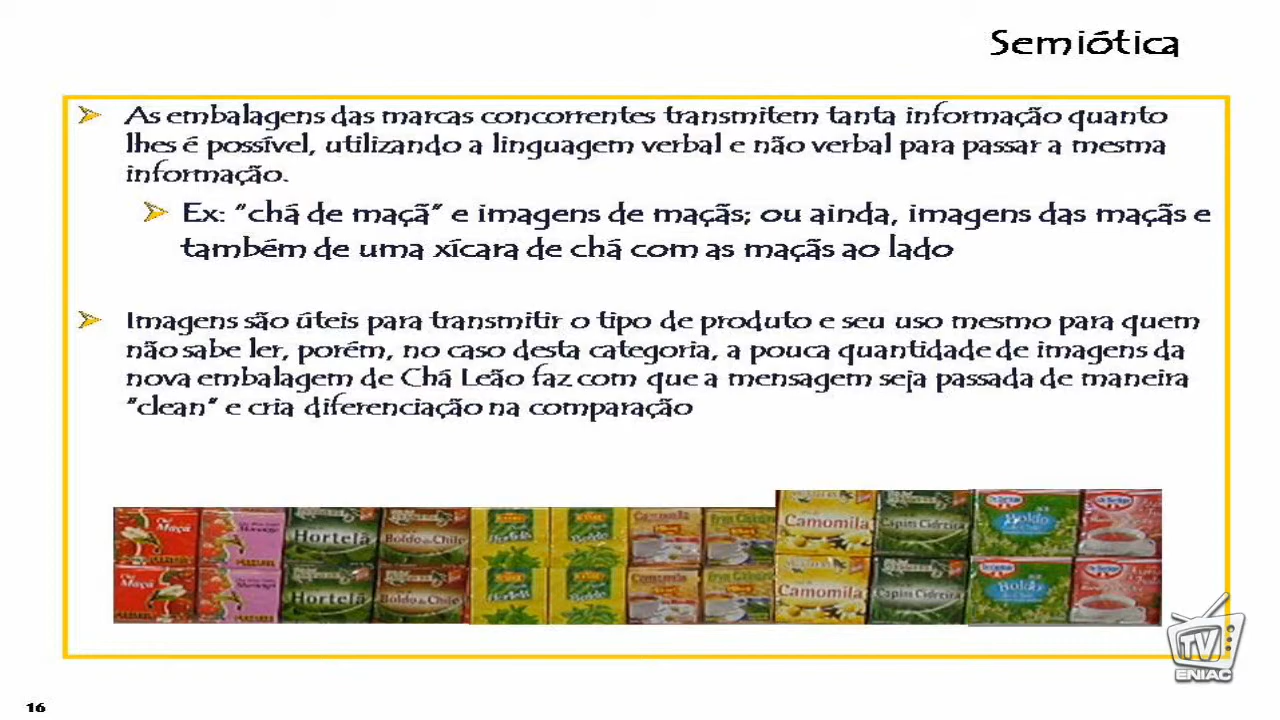 Semiótica
As embalagens das marcas concorrentes transmitem tanta informação quanto
lhes é possível, utilizando a linguagem verbal e não verbal para passar a mesma
informação.
Ex: "chá de maçã" e imagens de maçãs; ou ainda, imagens das maçãs e
também de uma xícara de chá com as maçãs ao lado
Imagens são úteis para transmitir o tipo de produto e seu uso mesmo para quem
não sabe ler, porém, no caso desta categoria, a pouca quantidade de imagens da
nova embalagem de Chá Leão faz com que a mensagem seja passada de maneira
"clean" e cria diferenciação na comparação
Maçã
Hortelã
Boldo do Chile
Camomila
Capim Cidreira
Boldo
Maçã
Hortelã
Boldo do Chile
Camomila
Capim Cidreira
Boldo
TV
ENIAC
16